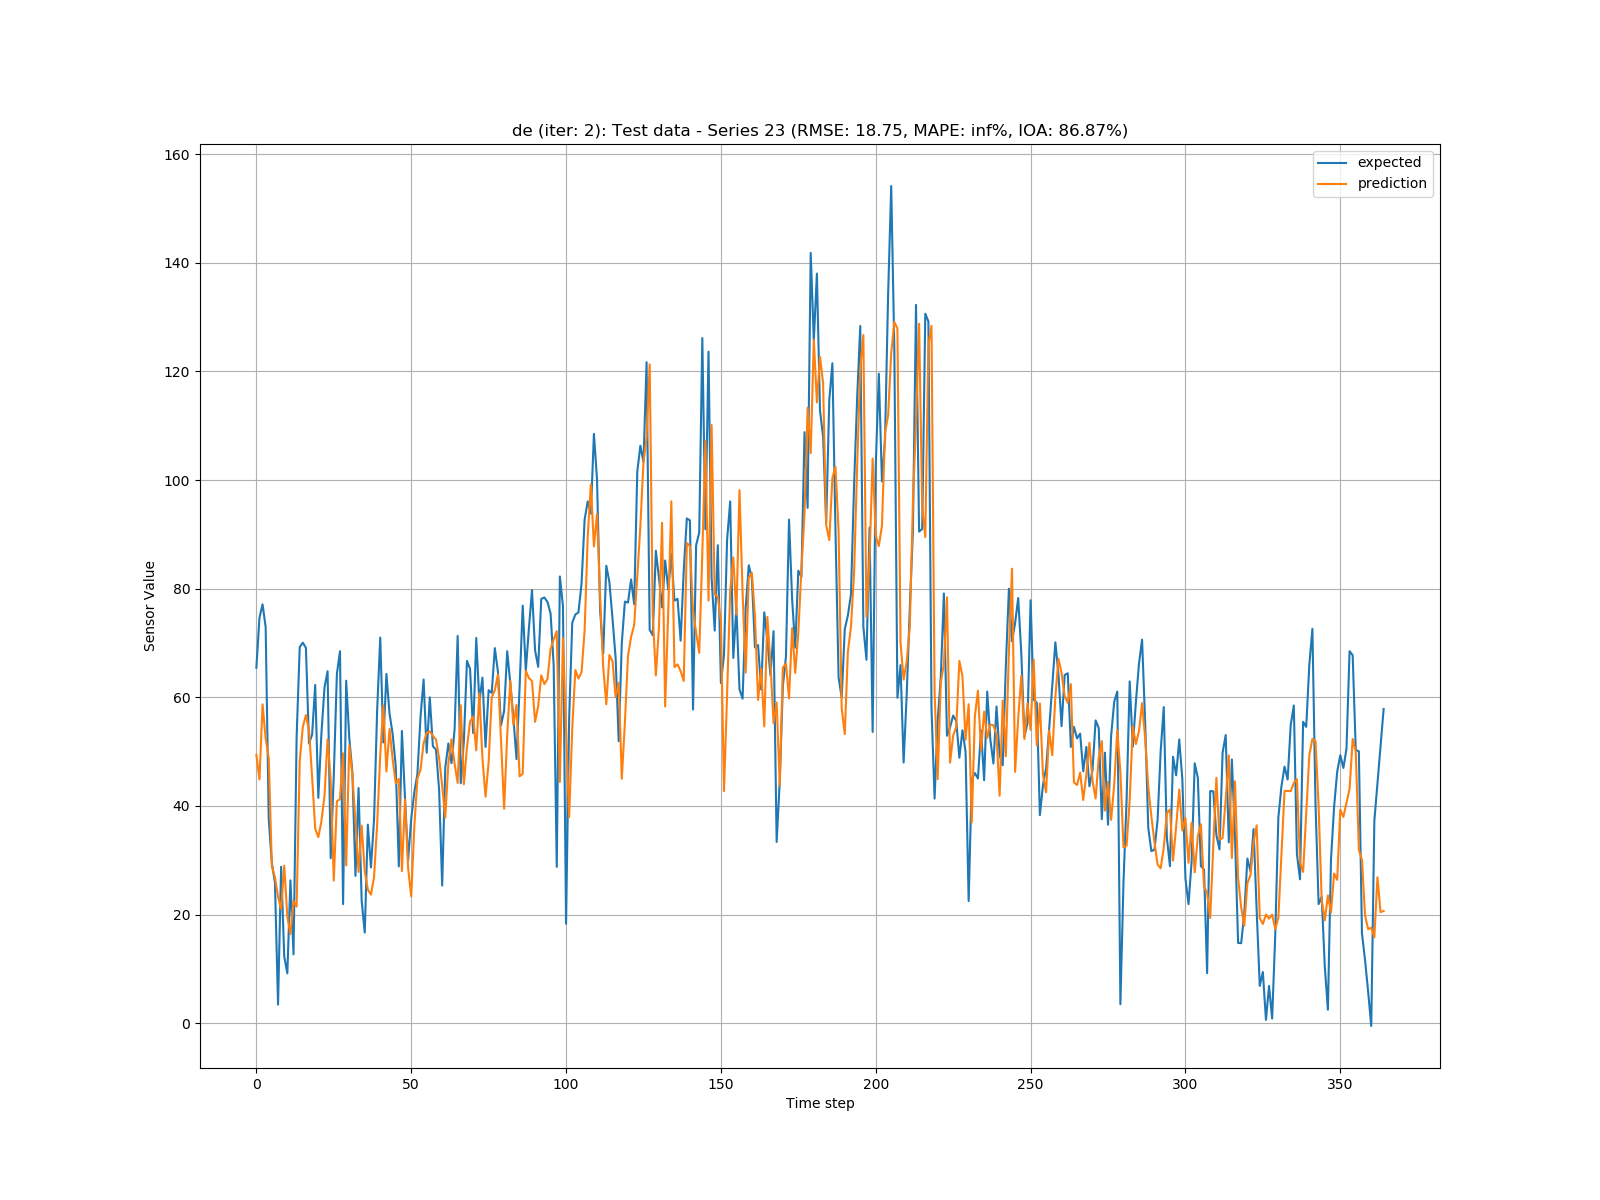 de (iter: 2): Test data - Series 23 (RMSE: 18.75, MAPE: inf%, IOA: 86.87%)
expected
prediction
160
140
120
100
80
60
40
20
0
Sensor Value
0 50 100 150 200 250 300 350
Time step